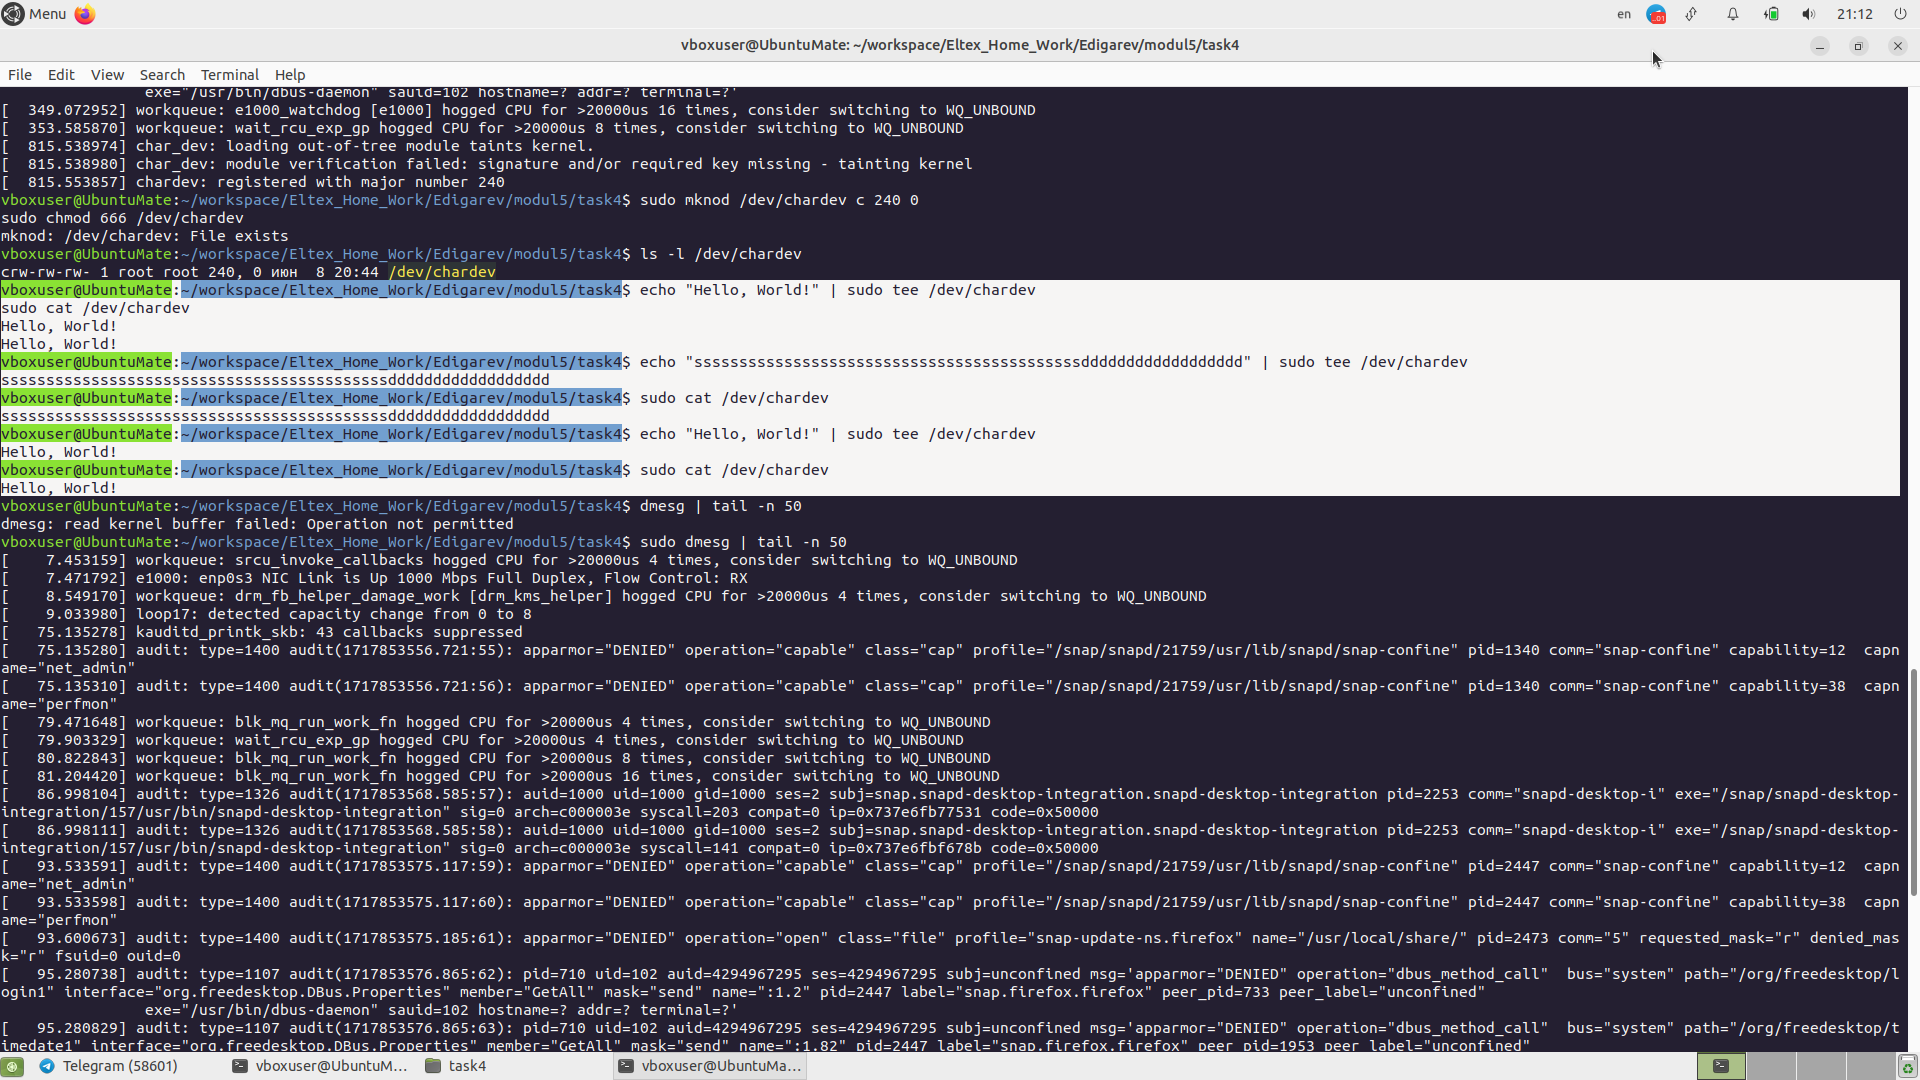 Menu
en
21:12
vboxuser@UbuntuMate: ~/workspace/Eltex_Home_Work/Edigarev/modul5/task4
File Edit View Search Terminal Help
exe="/usr/bin/dbus-daemon" sauid=102 hostname=? addr=? terminal=?'
[  349.072952] workqueue: e1000_watchdog [e1000] hogged CPU for >20000us 16 times, consider switching to WQ_UNBOUND
[  353.585870] workqueue: wait_rcu_exp_gp hogged CPU for >20000us 8 times, consider switching to WQ_UNBOUND
[  815.538974] char_dev: loading out-of-tree module taints kernel.
[  815.538980] char_dev: module verification failed: signature and/or required key missing - tainting kernel
[  815.553857] chardev: registered with major number 240
vboxuser@UbuntuMate:~/workspace/Eltex_Home_Work/Edigarev/modul5/task4$ sudo mknod /dev/chardev c 240 0
sudo chmod 666 /dev/chardev
mknod: /dev/chardev: File exists
vboxuser@UbuntuMate:~/workspace/Eltex_Home_Work/Edigarev/modul5/task4$ ls -l /dev/chardev
crw-rw-rw- 1 root root 240, 0 июн  8 20:44 /dev/chardev
vboxuser@UbuntuMate:~/workspace/Eltex_Home_Work/Edigarev/modul5/task4$ echo "Hello, World!" | sudo tee /dev/chardev
sudo cat /dev/chardev
Hello, World!
Hello, World!
vboxuser@UbuntuMate:~/workspace/Eltex_Home_Work/Edigarev/modul5/task4$ echo "sssssssssssssssssssssssssssssssssssssssssssdddddddddddddddddd" | sudo tee /dev/chardev
sssssssssssssssssssssssssssssssssssssssssssdddddddddddddddddd
vboxuser@UbuntuMate:~/workspace/Eltex_Home_Work/Edigarev/modul5/task4$ sudo cat /dev/chardev
sssssssssssssssssssssssssssssssssssssssssssdddddddddddddddddd
vboxuser@UbuntuMate:~/workspace/Eltex_Home_Work/Edigarev/modul5/task4$ echo "Hello, World!" | sudo tee /dev/chardev
Hello, World!
vboxuser@UbuntuMate:~/workspace/Eltex_Home_Work/Edigarev/modul5/task4$ sudo cat /dev/chardev
Hello, World!
vboxuser@UbuntuMate:~/workspace/Eltex_Home_Work/Edigarev/modul5/task4$ dmesg | tail -n 50
dmesg: read kernel buffer failed: Operation not permitted
vboxuser@UbuntuMate:~/workspace/Eltex_Home_Work/Edigarev/modul5/task4$ sudo dmesg | tail -n 50
[    7.453159] workqueue: srcu_invoke_callbacks hogged CPU for >20000us 4 times, consider switching to WQ_UNBOUND
[    7.471792] e1000: enp0s3 NIC Link is Up 1000 Mbps Full Duplex, Flow Control: RX
[    8.549170] workqueue: drm_fb_helper_damage_work [drm_kms_helper] hogged CPU for >20000us 4 times, consider switching to WQ_UNBOUND
[    9.033980] loop17: detected capacity change from 0 to 8
[   75.135278] kauditd_printk_skb: 43 callbacks suppressed
[   75.135280] audit: type=1400 audit(1717853556.721:55): apparmor="DENIED" operation="capable" class="cap" profile="/snap/snapd/21759/usr/lib/snapd/snap-confine" pid=1340 comm="snap-confine" capability=12  capn
ame="net_admin"
[   75.135310] audit: type=1400 audit(1717853556.721:56): apparmor="DENIED" operation="capable" class="cap" profile="/snap/snapd/21759/usr/lib/snapd/snap-confine" pid=1340 comm="snap-confine" capability=38  capn
ame="perfmon"
[   79.471648] workqueue: blk_mq_run_work_fn hogged CPU for >20000us 4 times, consider switching to WQ_UNBOUND
[   79.903329] workqueue: wait_rcu_exp_gp hogged CPU for >20000us 4 times, consider switching to WQ_UNBOUND
[   80.822843] workqueue: blk_mq_run_work_fn hogged CPU for >20000us 8 times, consider switching to WQ_UNBOUND
[   81.204420] workqueue: blk_mq_run_work_fn hogged CPU for >20000us 16 times, consider switching to WQ_UNBOUND
[   86.998104] audit: type=1326 audit(1717853568.585:57): auid=1000 uid=1000 gid=1000 ses=2 subj=snap.snapd-desktop-integration.snapd-desktop-integration pid=2253 comm="snapd-desktop-i" exe="/snap/snapd-desktop-
integration/157/usr/bin/snapd-desktop-integration" sig=0 arch=c000003e syscall=203 compat=0 ip=0x737e6fb77531 code=0x50000
[   86.998111] audit: type=1326 audit(1717853568.585:58): auid=1000 uid=1000 gid=1000 ses=2 subj=snap.snapd-desktop-integration.snapd-desktop-integration pid=2253 comm="snapd-desktop-i" exe="/snap/snapd-desktop-
integration/157/usr/bin/snapd-desktop-integration" sig=0 arch=c000003e syscall=141 compat=0 ip=0x737e6fbf678b code=0x50000
[   93.533591] audit: type=1400 audit(1717853575.117:59): apparmor="DENIED" operation="capable" class="cap" profile="/snap/snapd/21759/usr/lib/snapd/snap-confine" pid=2447 comm="snap-confine" capability=12  capn
ame="net_admin"
[   93.533598] audit: type=1400 audit(1717853575.117:60): apparmor="DENIED" operation="capable" class="cap" profile="/snap/snapd/21759/usr/lib/snapd/snap-confine" pid=2447 comm="snap-confine" capability=38  capn
ame="perfmon"
[   93.600673] audit: type=1400 audit(1717853575.185:61): apparmor="DENIED" operation="open" class="file" profile="snap-update-ns.firefox" name="/usr/local/share/" pid=2473 comm="5" requested_mask="r" denied_mas
k="r" fsuid=0 ouid=0
[   95.280738] audit: type=1107 audit(1717853576.865:62): pid=710 uid=102 auid=4294967295 ses=4294967295 subj=unconfined msg='apparmor="DENIED" operation="dbus_method_call"  bus="system" path="/org/freedesktop/l
ogin1" interface="org.freedesktop.DBus.Properties" member="GetAll" mask="send" name=":1.2" pid=2447 label="snap.firefox.firefox" peer_pid=733 peer_label="unconfined"
exe="/usr/bin/dbus-daemon" sauid=102 hostname=? addr=? terminal=?'
[   95.280829] audit: type=1107 audit(1717853576.865:63): pid=710 uid=102 auid=4294967295 ses=4294967295 subj=unconfined msg='apparmor="DENIED" operation="dbus_method_call"  bus="system" path="/org/freedesktop/t
imedate1" interface="org.freedesktop.DBus.Properties" member="GetAll" mask="send" name=":1.82" pid=2447 label="snap.firefox.firefox" peer_pid=1953 peer_label="unconfined"
Telegram (58601)
vboxuser@UbuntuM...
task4
vboxuser@UbuntuMa...